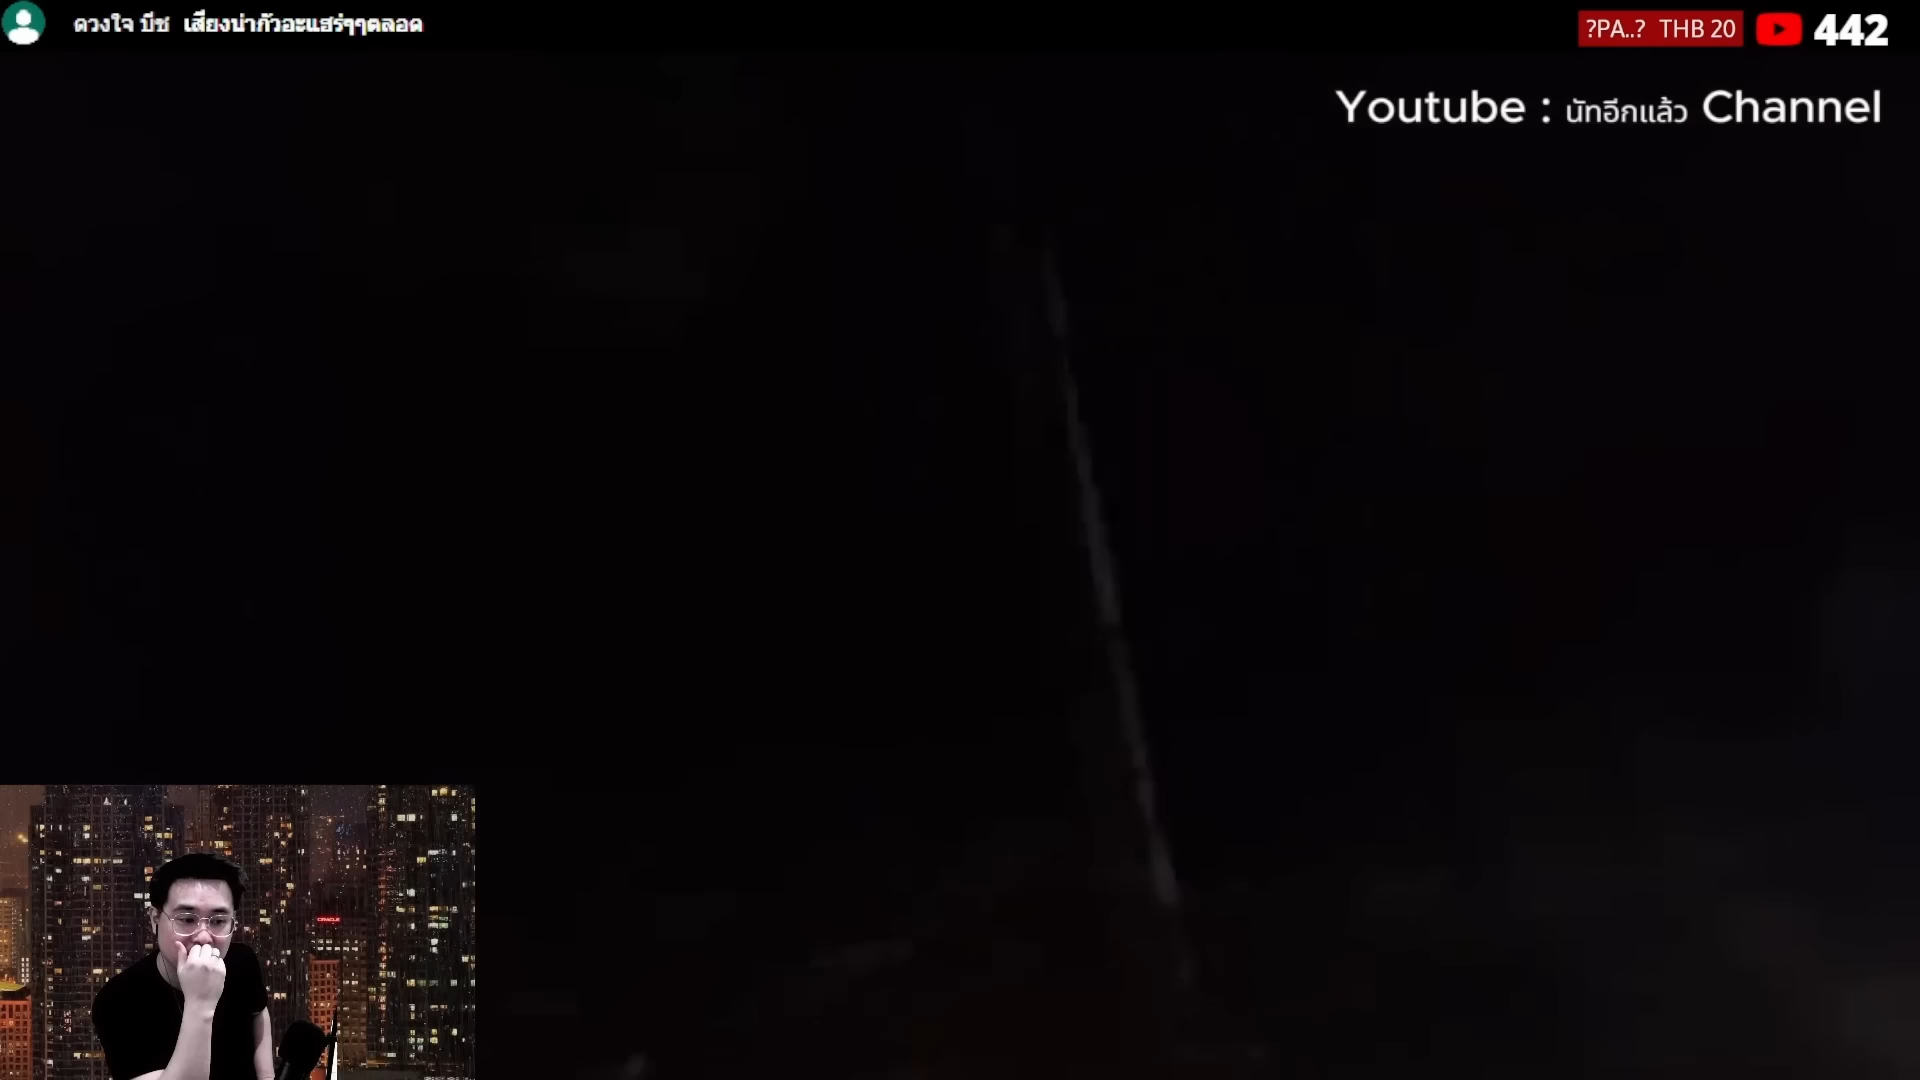 ดวงใจ บีช เสียงน่ากัวอะแฮร่ๆๆตลอด
?PA..? THB 20
442
Youtube : นัทอีกแล้ว Channel
ORACLE